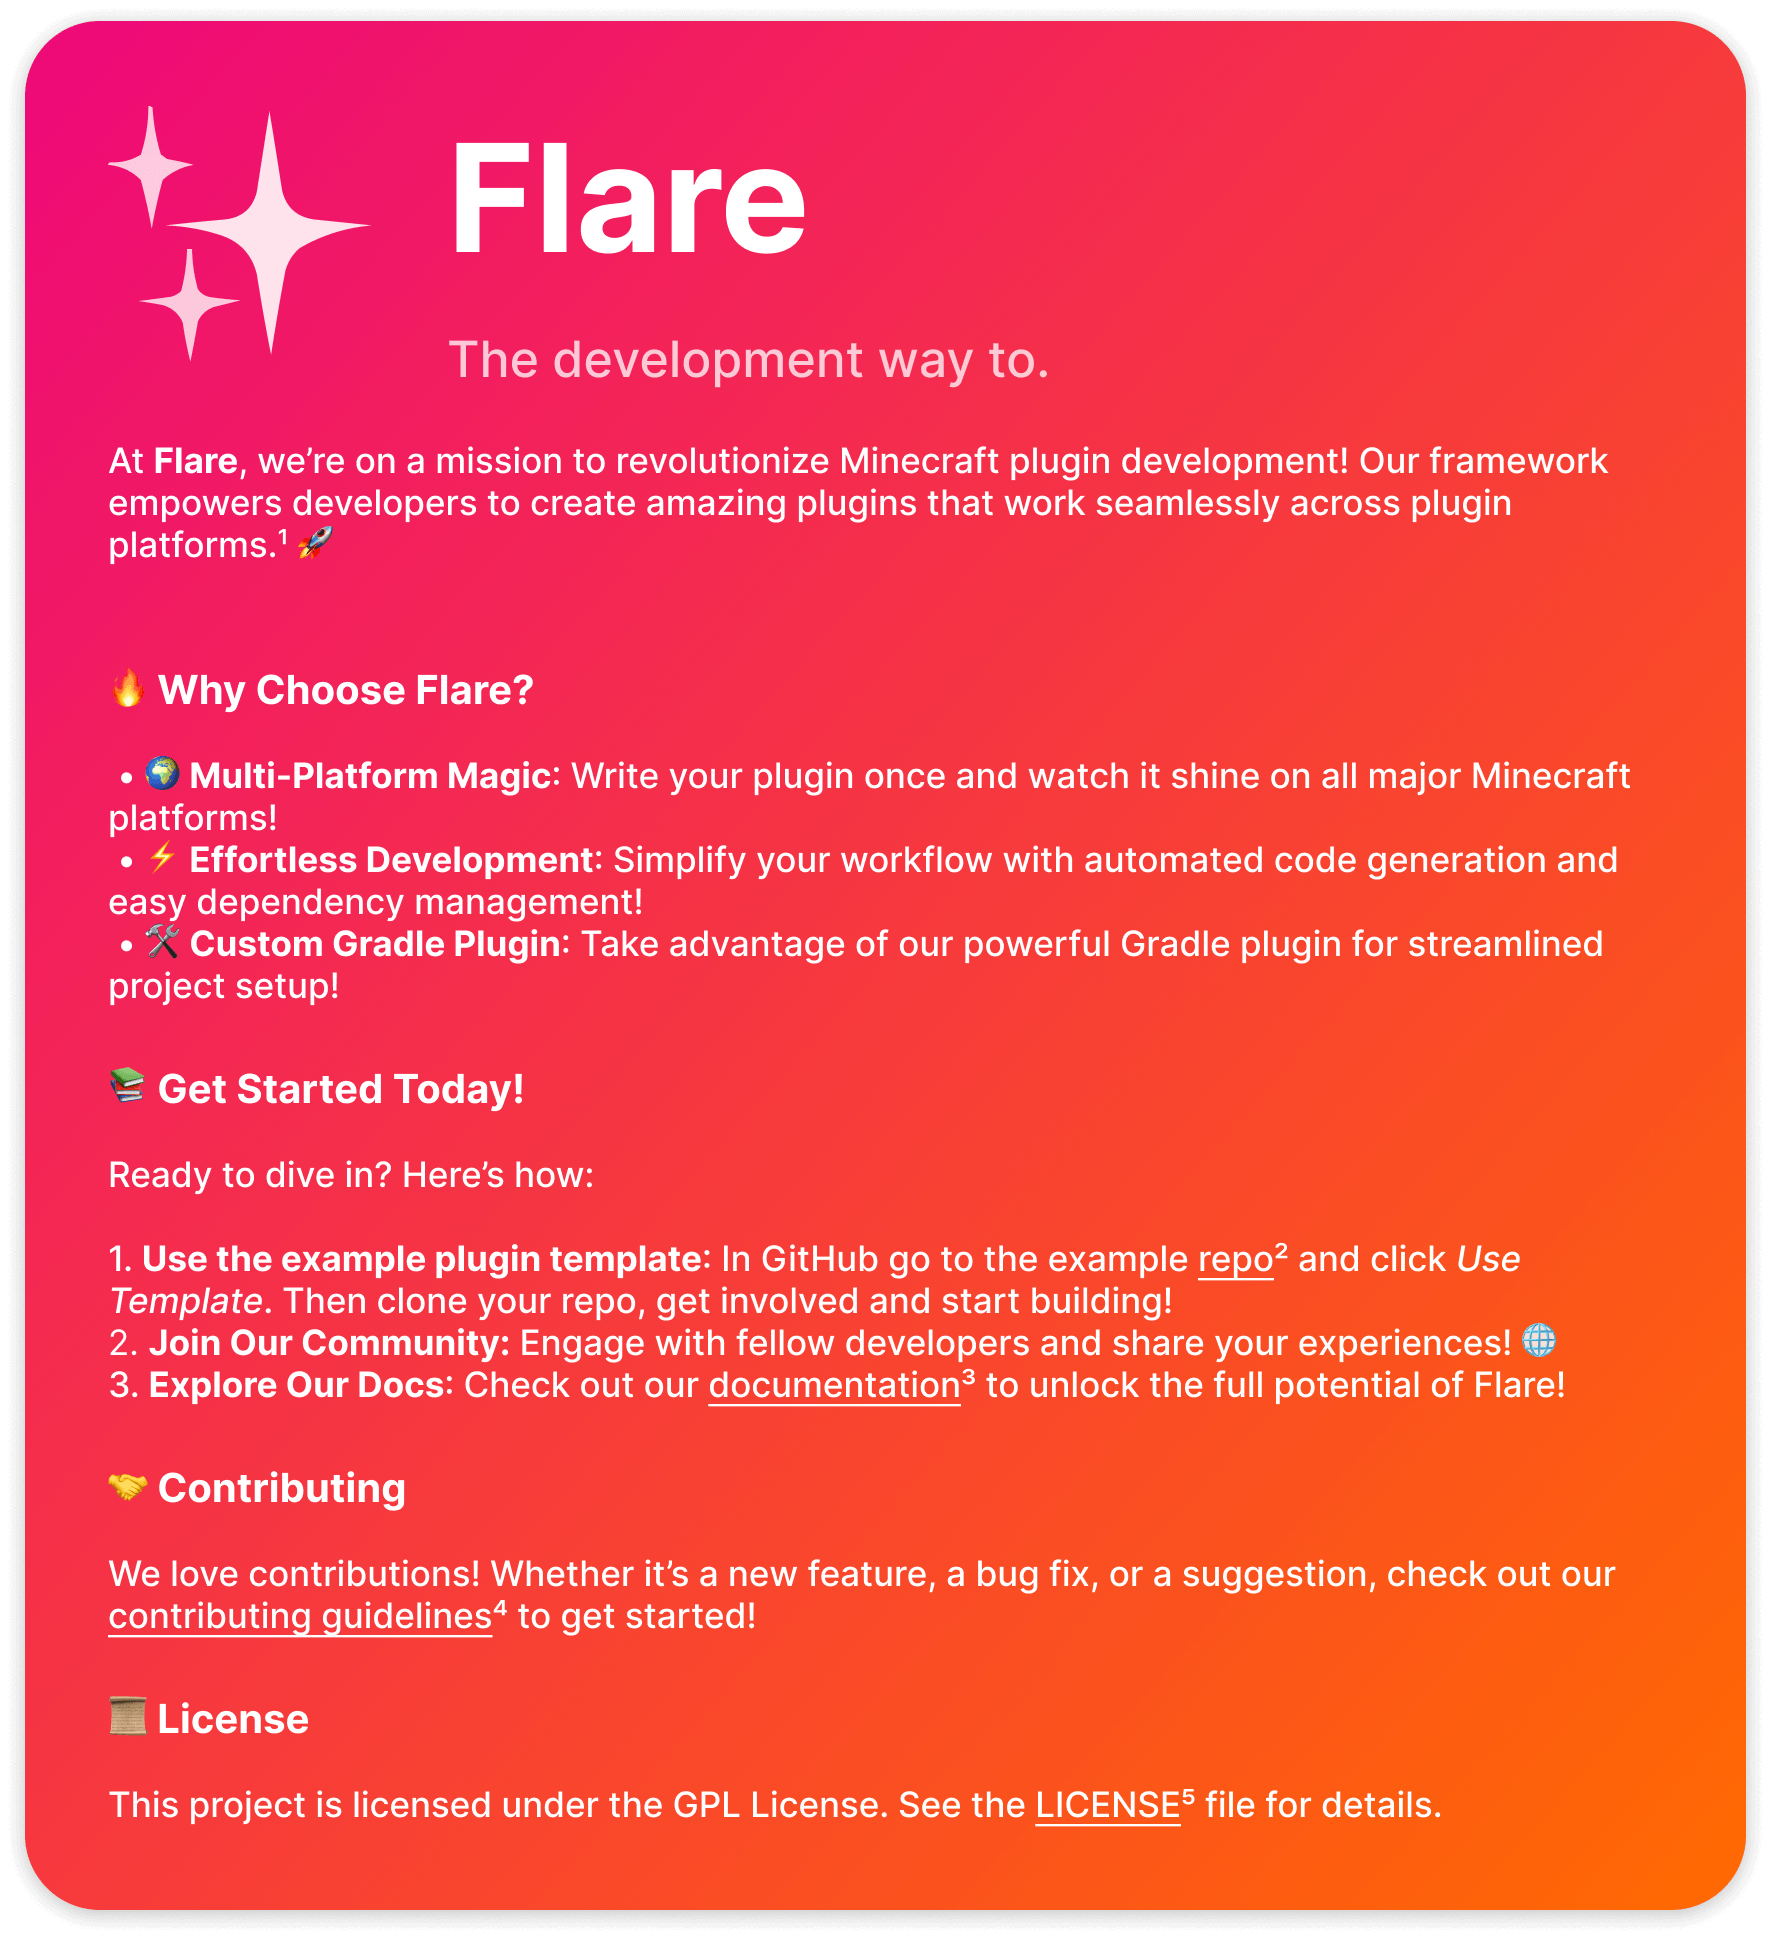 Flare
The development way to.
At Flare, we’re on a mission to revolutionize Minecraft plugin development! Our framework
empowers developers to create amazing plugins that work seamlessly across plugin
platforms.¹ 🚀
🔥 Why Choose Flare?
• 🌍 Multi-Platform Magic: Write your plugin once and watch it shine on all major Minecraft
platforms!
• ⚡ Effortless Development: Simplify your workflow with automated code generation and
easy dependency management!
• 🛠️ Custom Gradle Plugin: Take advantage of our powerful Gradle plugin for streamlined
project setup!
📚 Get Started Today!
Ready to dive in? Here’s how:
1. Use the example plugin template: In GitHub go to the example repo² and click Use
Template. Then clone your repo, get involved and start building!
2. Join Our Community: Engage with fellow developers and share your experiences! 🌐
3. Explore Our Docs: Check out our documentation³ to unlock the full potential of Flare!
🤝 Contributing
We love contributions! Whether it’s a new feature, a bug fix, or a suggestion, check out our
contributing guidelines⁴ to get started!
📜 License
This project is licensed under the GPL License. See the LICENSE⁵ file for details.